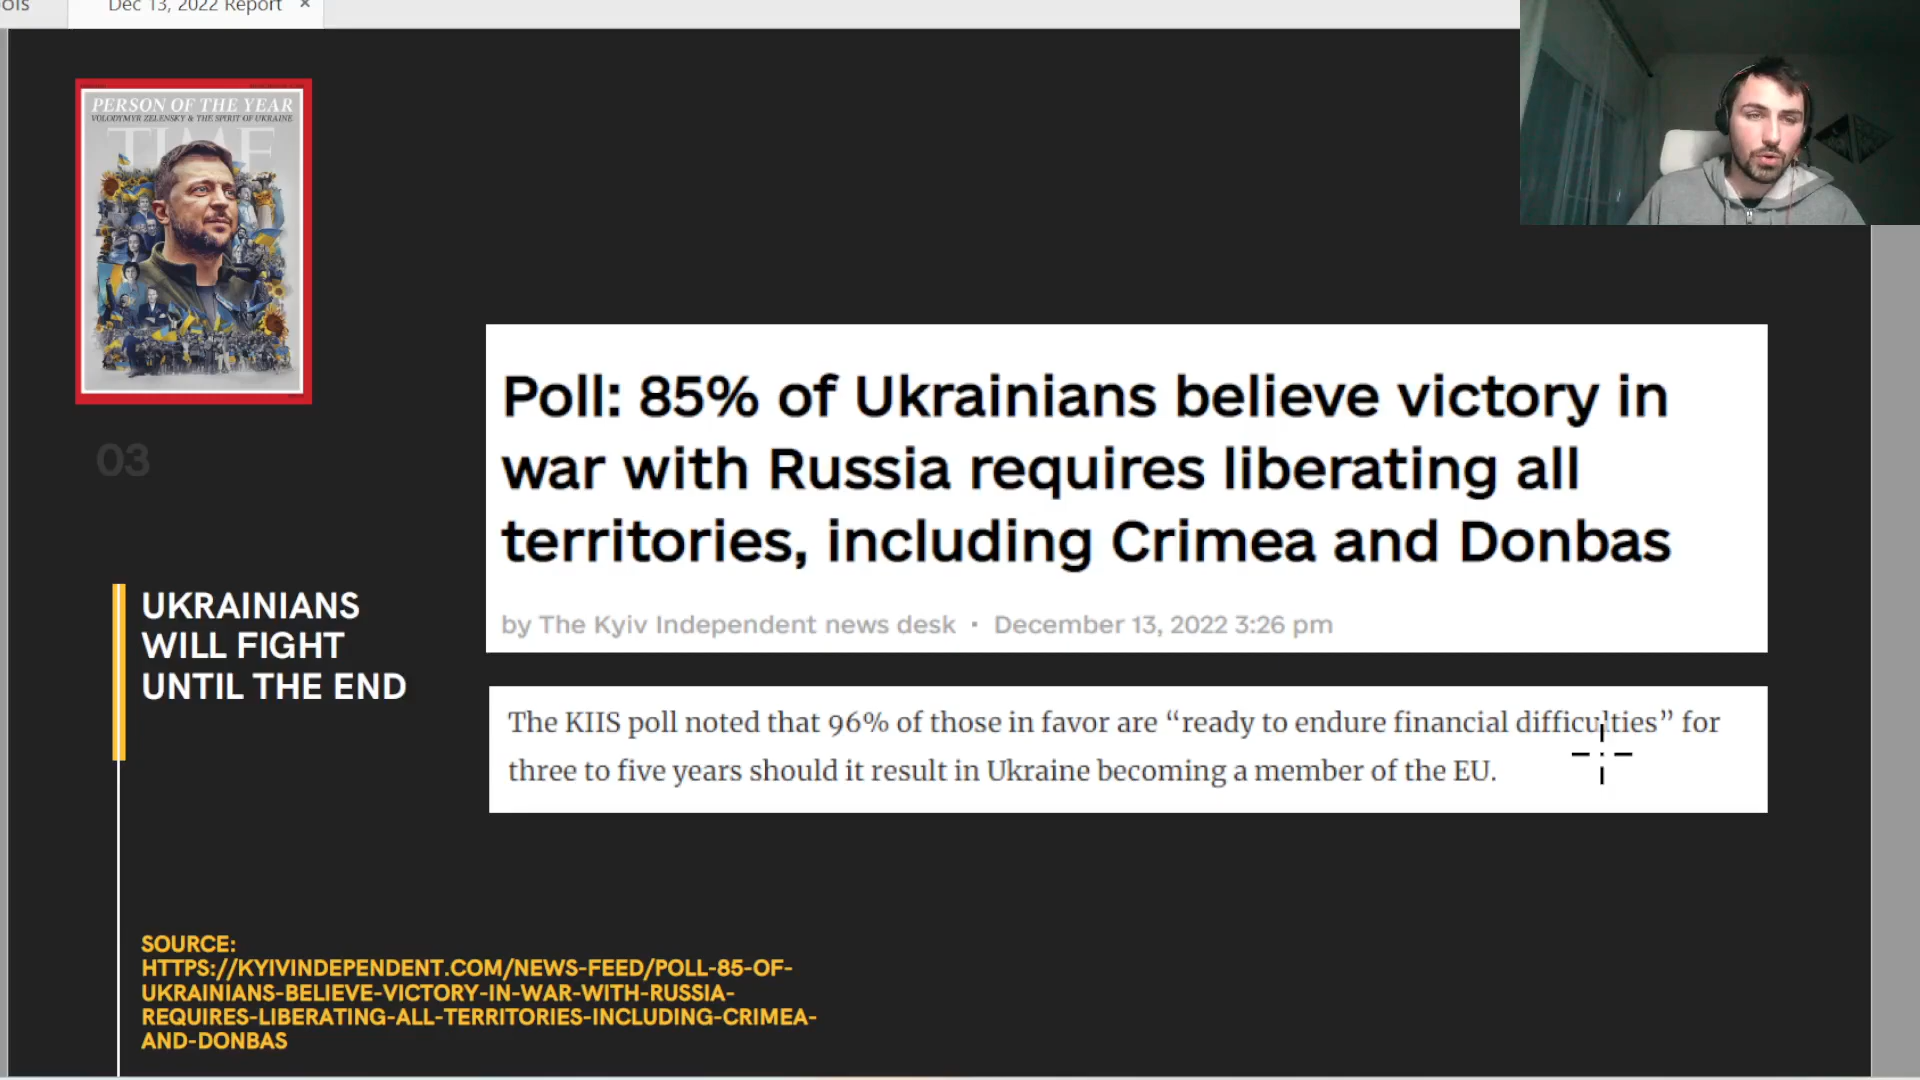 ols
Dec 13, 2022 Report ×
PERSON OF THE YEAR
VOLODYMYR ZELENSKY & THE SPIRIT OF UKRAINE
TIME
03
UKRAINIANS
WILL FIGHT
UNTIL THE END
Poll: 85% of Ukrainians believe victory in
war with Russia requires liberating all
territories, including Crimea and Donbas
by The Kyiv Independent news desk · December 13, 2022 3:26 pm
The KIIS poll noted that 96% of those in favor are “ready to endure financial difficulties” for
three to five years should it result in Ukraine becoming a member of the EU.
SOURCE:
HTTPS://KYIVINDEPENDENT.COM/NEWS-FEED/POLL-85-OF-
UKRAINIANS-BELIEVE-VICTORY-IN-WAR-WITH-RUSSIA-
REQUIRES-LIBERATING-ALL-TERRITORIES-INCLUDING-CRIMEA-
AND-DONBAS